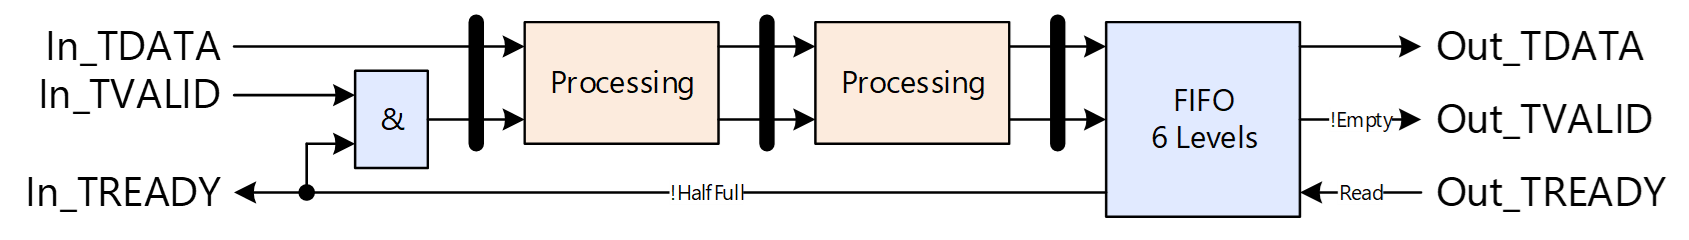 In_TDATA
In_TVALID
In_TREADY
&
Processing
Processing
FIFO
6 Levels
!HalfFull
!Empty
Read
Out_TDATA
Out_TVALID
Out_TREADY